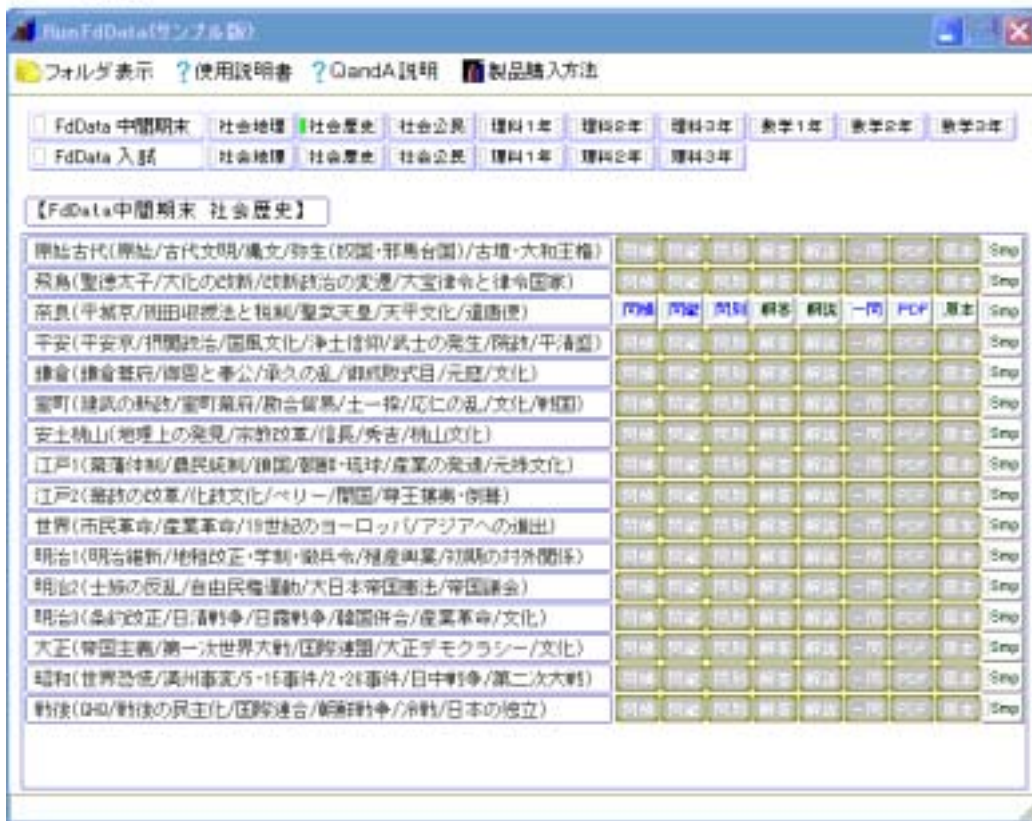 RunFdData(サンプル版)
フォルダ表示 ?使用説明書 ?QandA説明 製品購入方法
FdData 中間期末 社会地理 社会歴史 社会公民 理科1年 理科2年 理科3年 数学1年 数学2年 数学3年
FdData 入試 社会地理 社会歴史 社会公民 理科1年 理科2年 理科3年
【FdData中間期末 社会歴史】
原始古代(原始/古代文明/縄文/弥生(奴国・邪馬台国)/古墳・大和王権) Smp
飛鳥(聖徳太子/大化の改新/改新政治の変遷/大宝律令と律令国家) Smp
奈良(平城京/班田収授法と税制/聖武天皇/天平文化/遣唐使) 問横 問縦 問別 解答 解説 一問 PDF 原本 Smp
平安(平安京/摂関政治/国風文化/浄土信仰/武士の発生/院政/平清盛) Smp
鎌倉(鎌倉幕府/御恩と奉公/承久の乱/御成敗式目/元寇/文化) Smp
室町(建武の新政/室町幕府/勘合貿易/土一揆/応仁の乱/文化/戦国) Smp
安土桃山(地理上の発見/宗教改革/信長/秀吉/桃山文化) Smp
江戸1(幕藩体制/農民統制/鎖国/朝鮮・琉球/産業の発達/元禄文化) Smp
江戸2(幕政の改革/化政文化/ペリー/開国/尊王攘夷・倒幕) Smp
世界(市民革命/産業革命/19世紀のヨーロッパ/アジアへの進出) Smp
明治1(明治維新/地租改正・学制・徴兵令/殖産興業/初期の対外関係) Smp
明治2(士族の反乱/自由民権運動/大日本帝国憲法/帝国議会) Smp
明治3(条約改正/日清戦争/日露戦争/韓国併合/産業革命/文化) Smp
大正(帝国主義/第一次世界大戦/国際連盟/大正デモクラシー/文化) Smp
昭和(世界恐慌/満州事変/5・15事件/2・26事件/日中戦争/第二次大戦) Smp
戦後(GHQ/戦後の民主化/国際連合/朝鮮戦争/冷戦/日本の独立) Smp